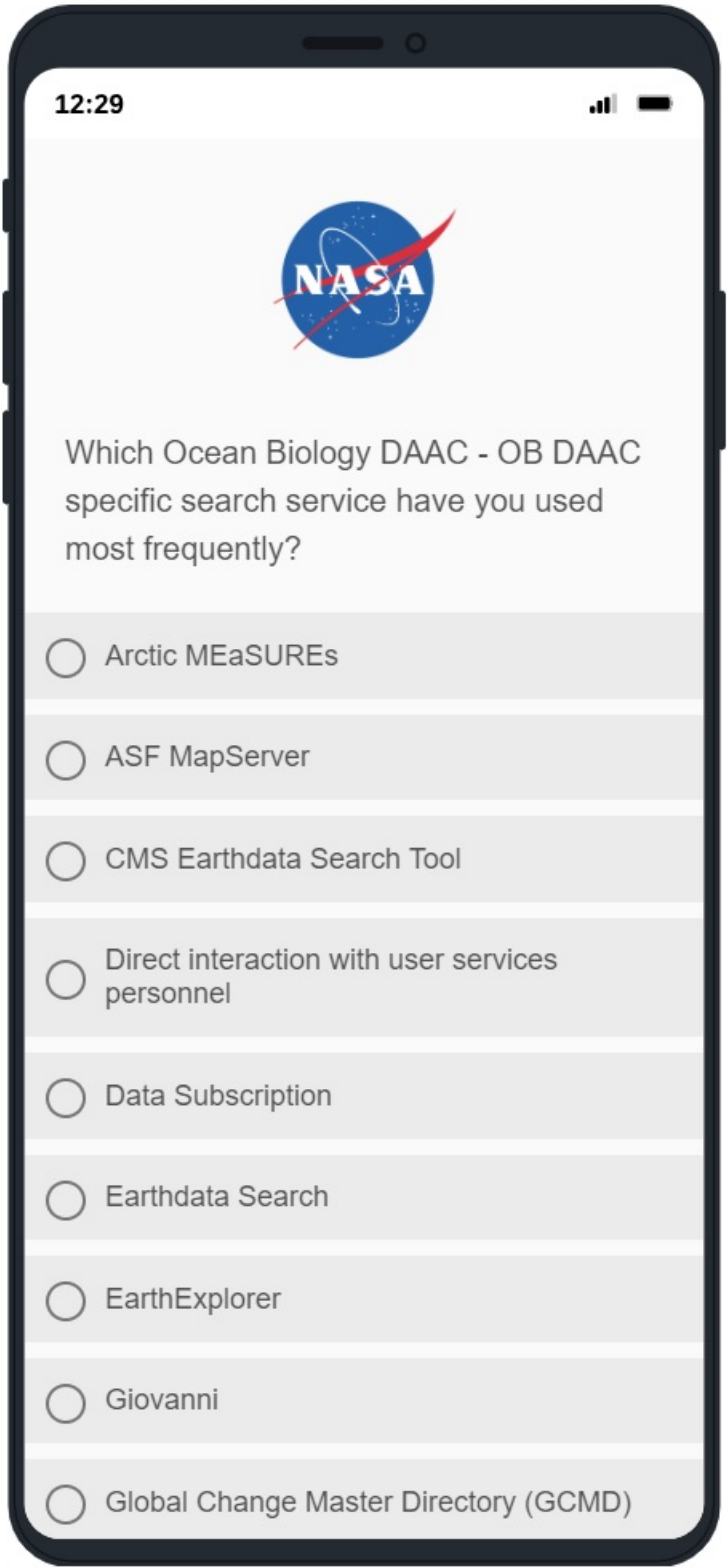 12:29
NASA
Which Ocean Biology DAAC - OB DAAC
specific search service have you used
most frequently?
Arctic MEaSUREs
ASF MapServer
CMS Earthdata Search Tool
Direct interaction with user services
personnel
Data Subscription
Earthdata Search
EarthExplorer
Giovanni
Global Change Master Directory (GCMD)